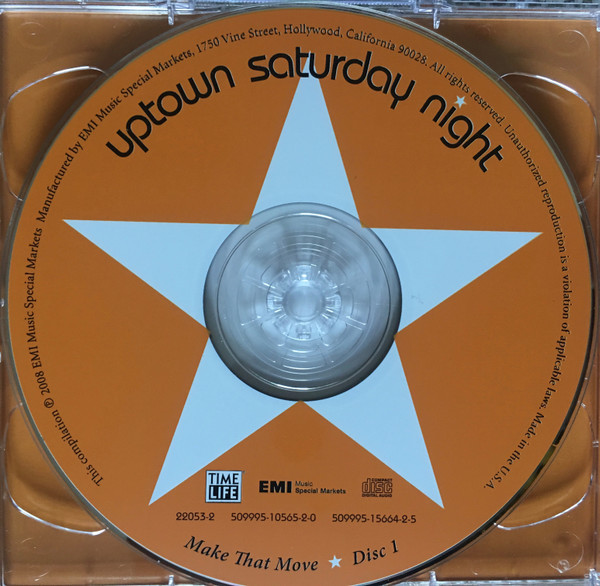 uptown saturday night
This compilation ℗ 2008 EMI Music Special Markets Manufactured by EMI Music Special Markets, 1750 Vine Street, Hollywood, California 90028. All rights reserved. Unauthorized reproduction is a violation of applicable laws. Made in the U.S.A.
TIME LIFE
EMI Music Special Markets
COMPACT disc DIGITAL AUDIO
22053-2 509995-10565-2-0 509995-15664-2-5
Make That Move ★ Disc 1